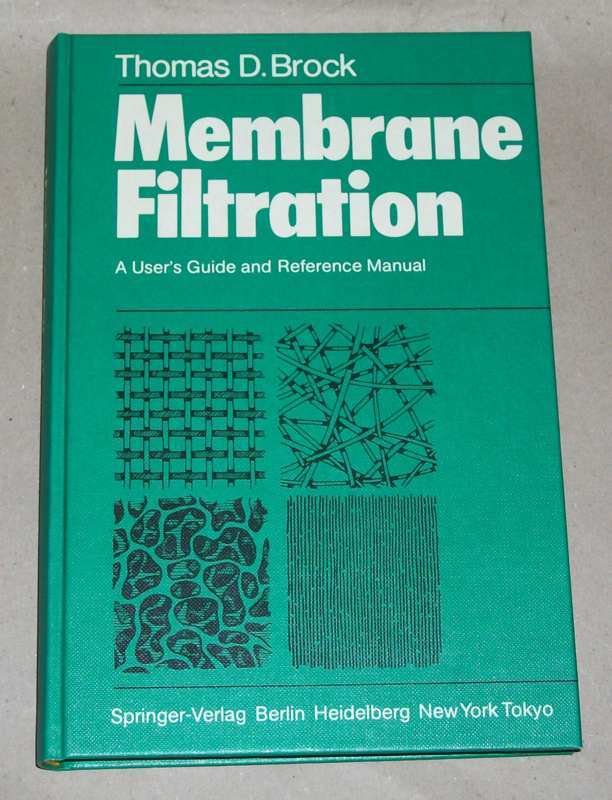 Thomas D. Brock
Membrane
Filtration
A User's Guide and Reference Manual
Springer-Verlag Berlin Heidelberg New York Tokyo